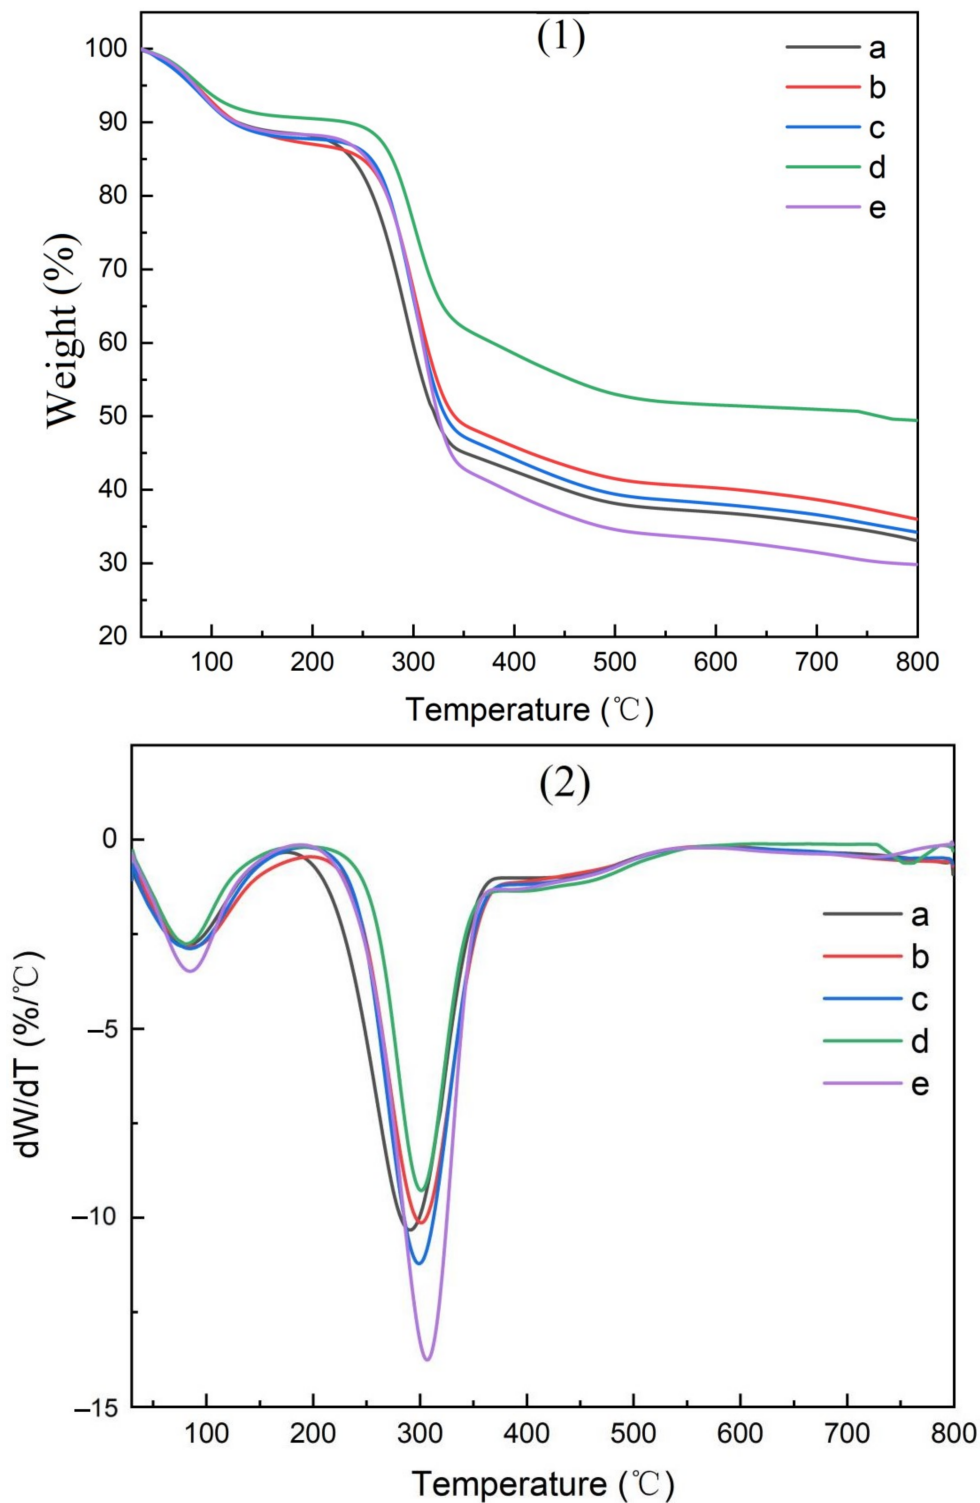 (1)
a
b
c
d
e
100
90
80
70
60
50
40
30
20
Weight (%)
100 200 300 400 500 600 700 800
Temperature (℃)
(2)
0
–5
–10
–15
dW/dT (%/℃)
a
b
c
d
e
100 200 300 400 500 600 700 800
Temperature (℃)